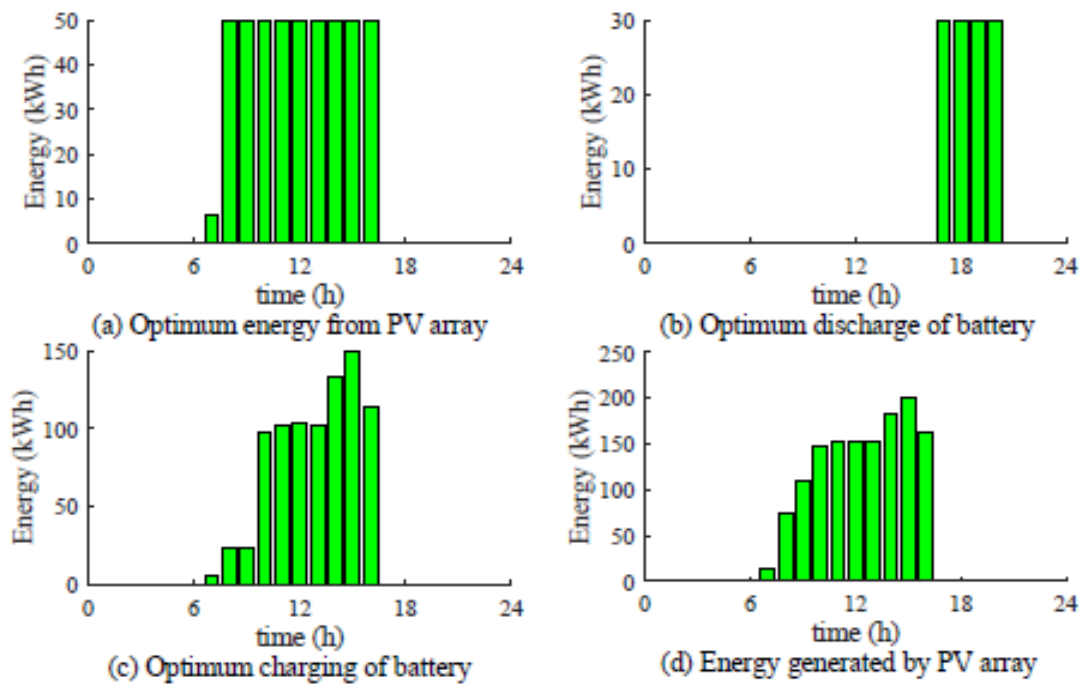 50
40
30
20
10
0
Energy (kWh)
0 6 12 18 24
time (h)
(a) Optimum energy from PV array
30
20
10
0
Energy (kWh)
0 6 12 18 24
time (h)
(b) Optimum discharge of battery
150
100
50
0
Energy (kWh)
0 6 12 18 24
time (h)
(c) Optimum charging of battery
250
200
150
100
50
0
Energy (kWh)
0 6 12 18 24
time (h)
(d) Energy generated by PV array